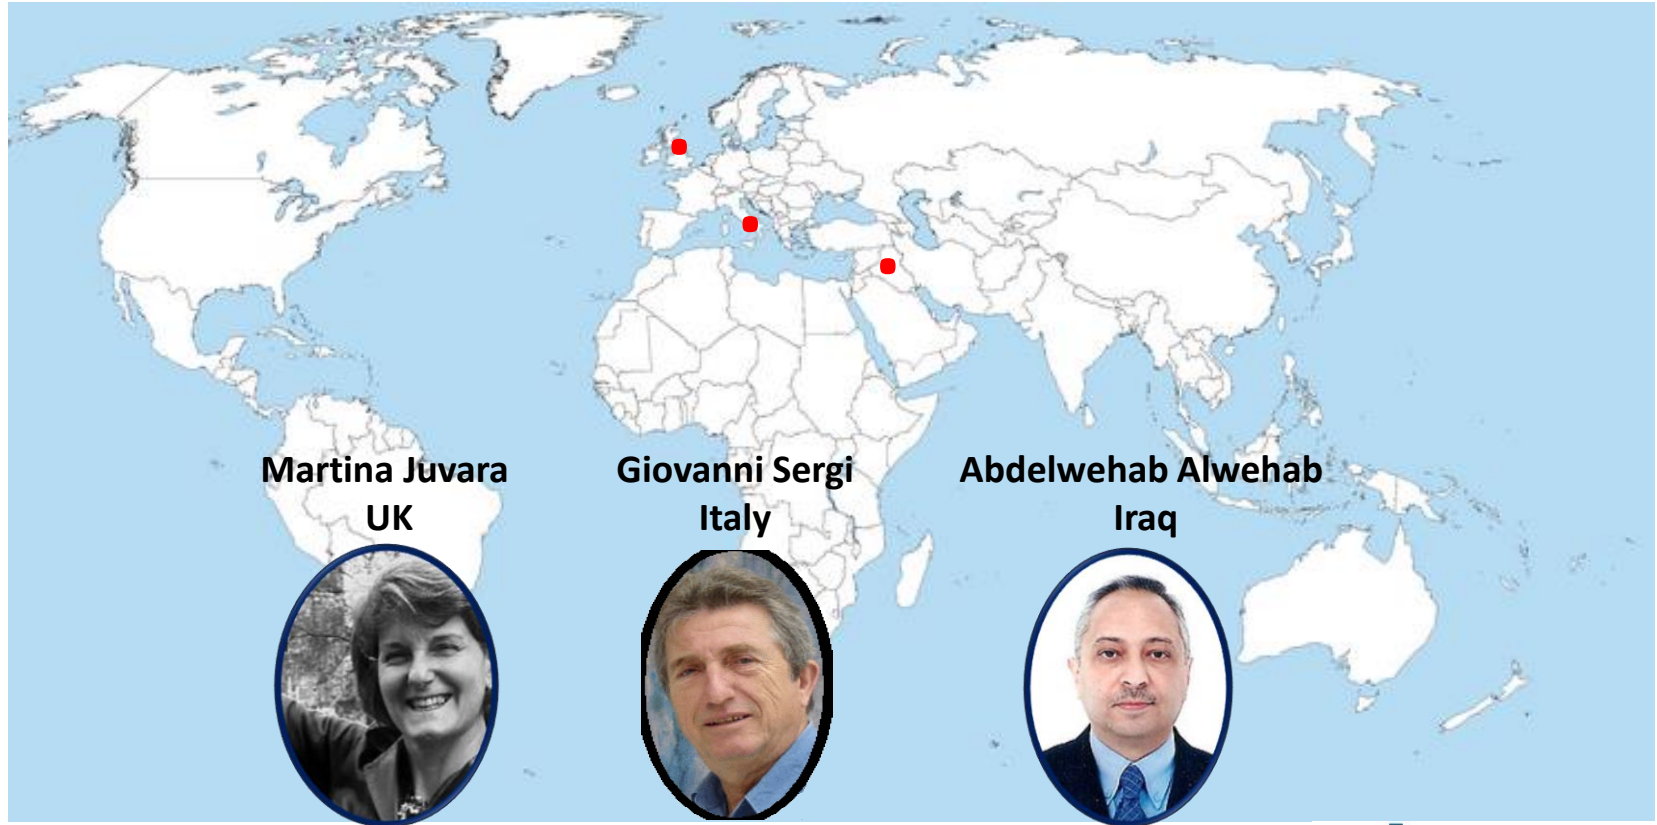 Martina Juvara
UK
Giovanni Sergi
Italy
Abdelwehab Alwehab
Iraq